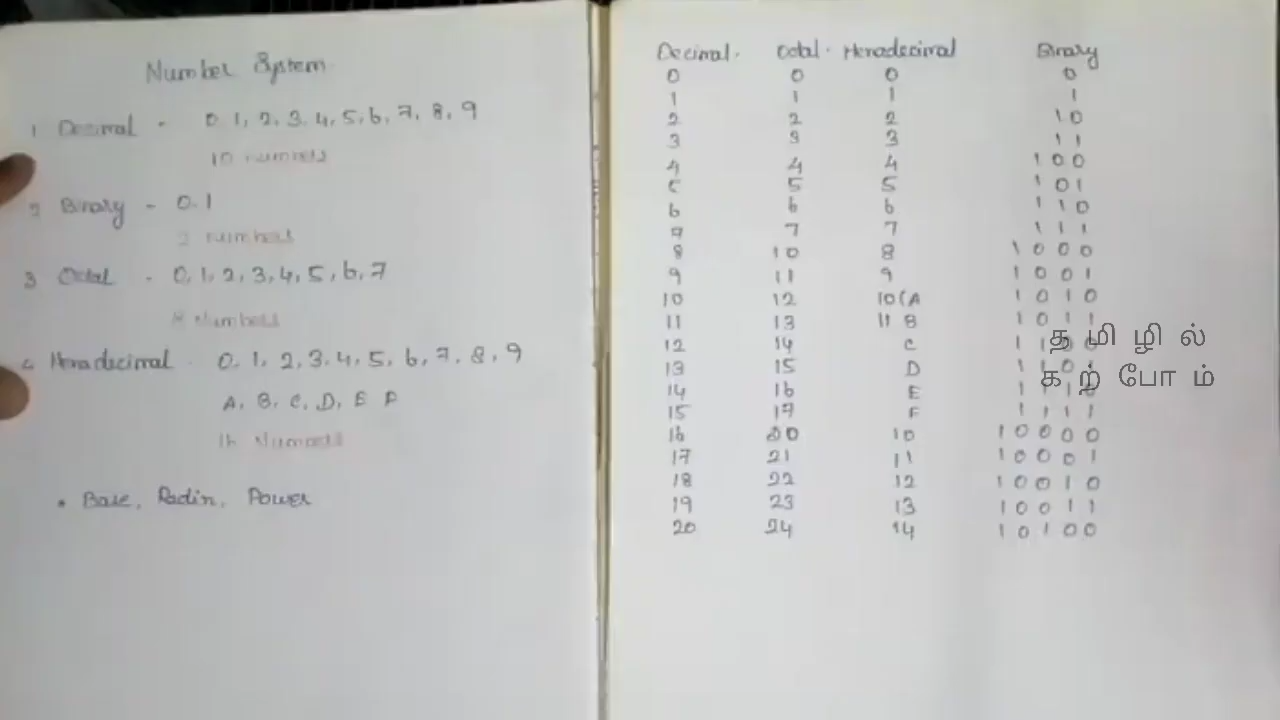 Number System
1 Decimal - 0, 1, 2, 3, 4, 5, 6, 7, 8, 9
10 numbers
2 Binary - 0, 1
2 numbers
3 Octal - 0, 1, 2, 3, 4, 5, 6, 7
8 Numbers
4 Hexadecimal - 0, 1, 2, 3, 4, 5, 6, 7, 8, 9
A, B, C, D, E F
16 Numbers
• Base, Radix, Power
Decimal. Octal. Hexadecimal Binary
0 0 0 0
1 1 1 1
2 2 2 10
3 3 3 11
4 4 4 100
5 5 5 101
6 6 6 110
7 7 7 111
8 10 8 1000
9 11 9 1001
10 12 10(A 1010
11 13 11 B 1011
12 14 C 1100
13 15 D 1101
14 16 E 1110
15 17 F 1111
16 20 10 10000
17 21 11 10001
18 22 12 10010
19 23 13 10011
20 24 14 10100
தமிழில்
கற்போம்